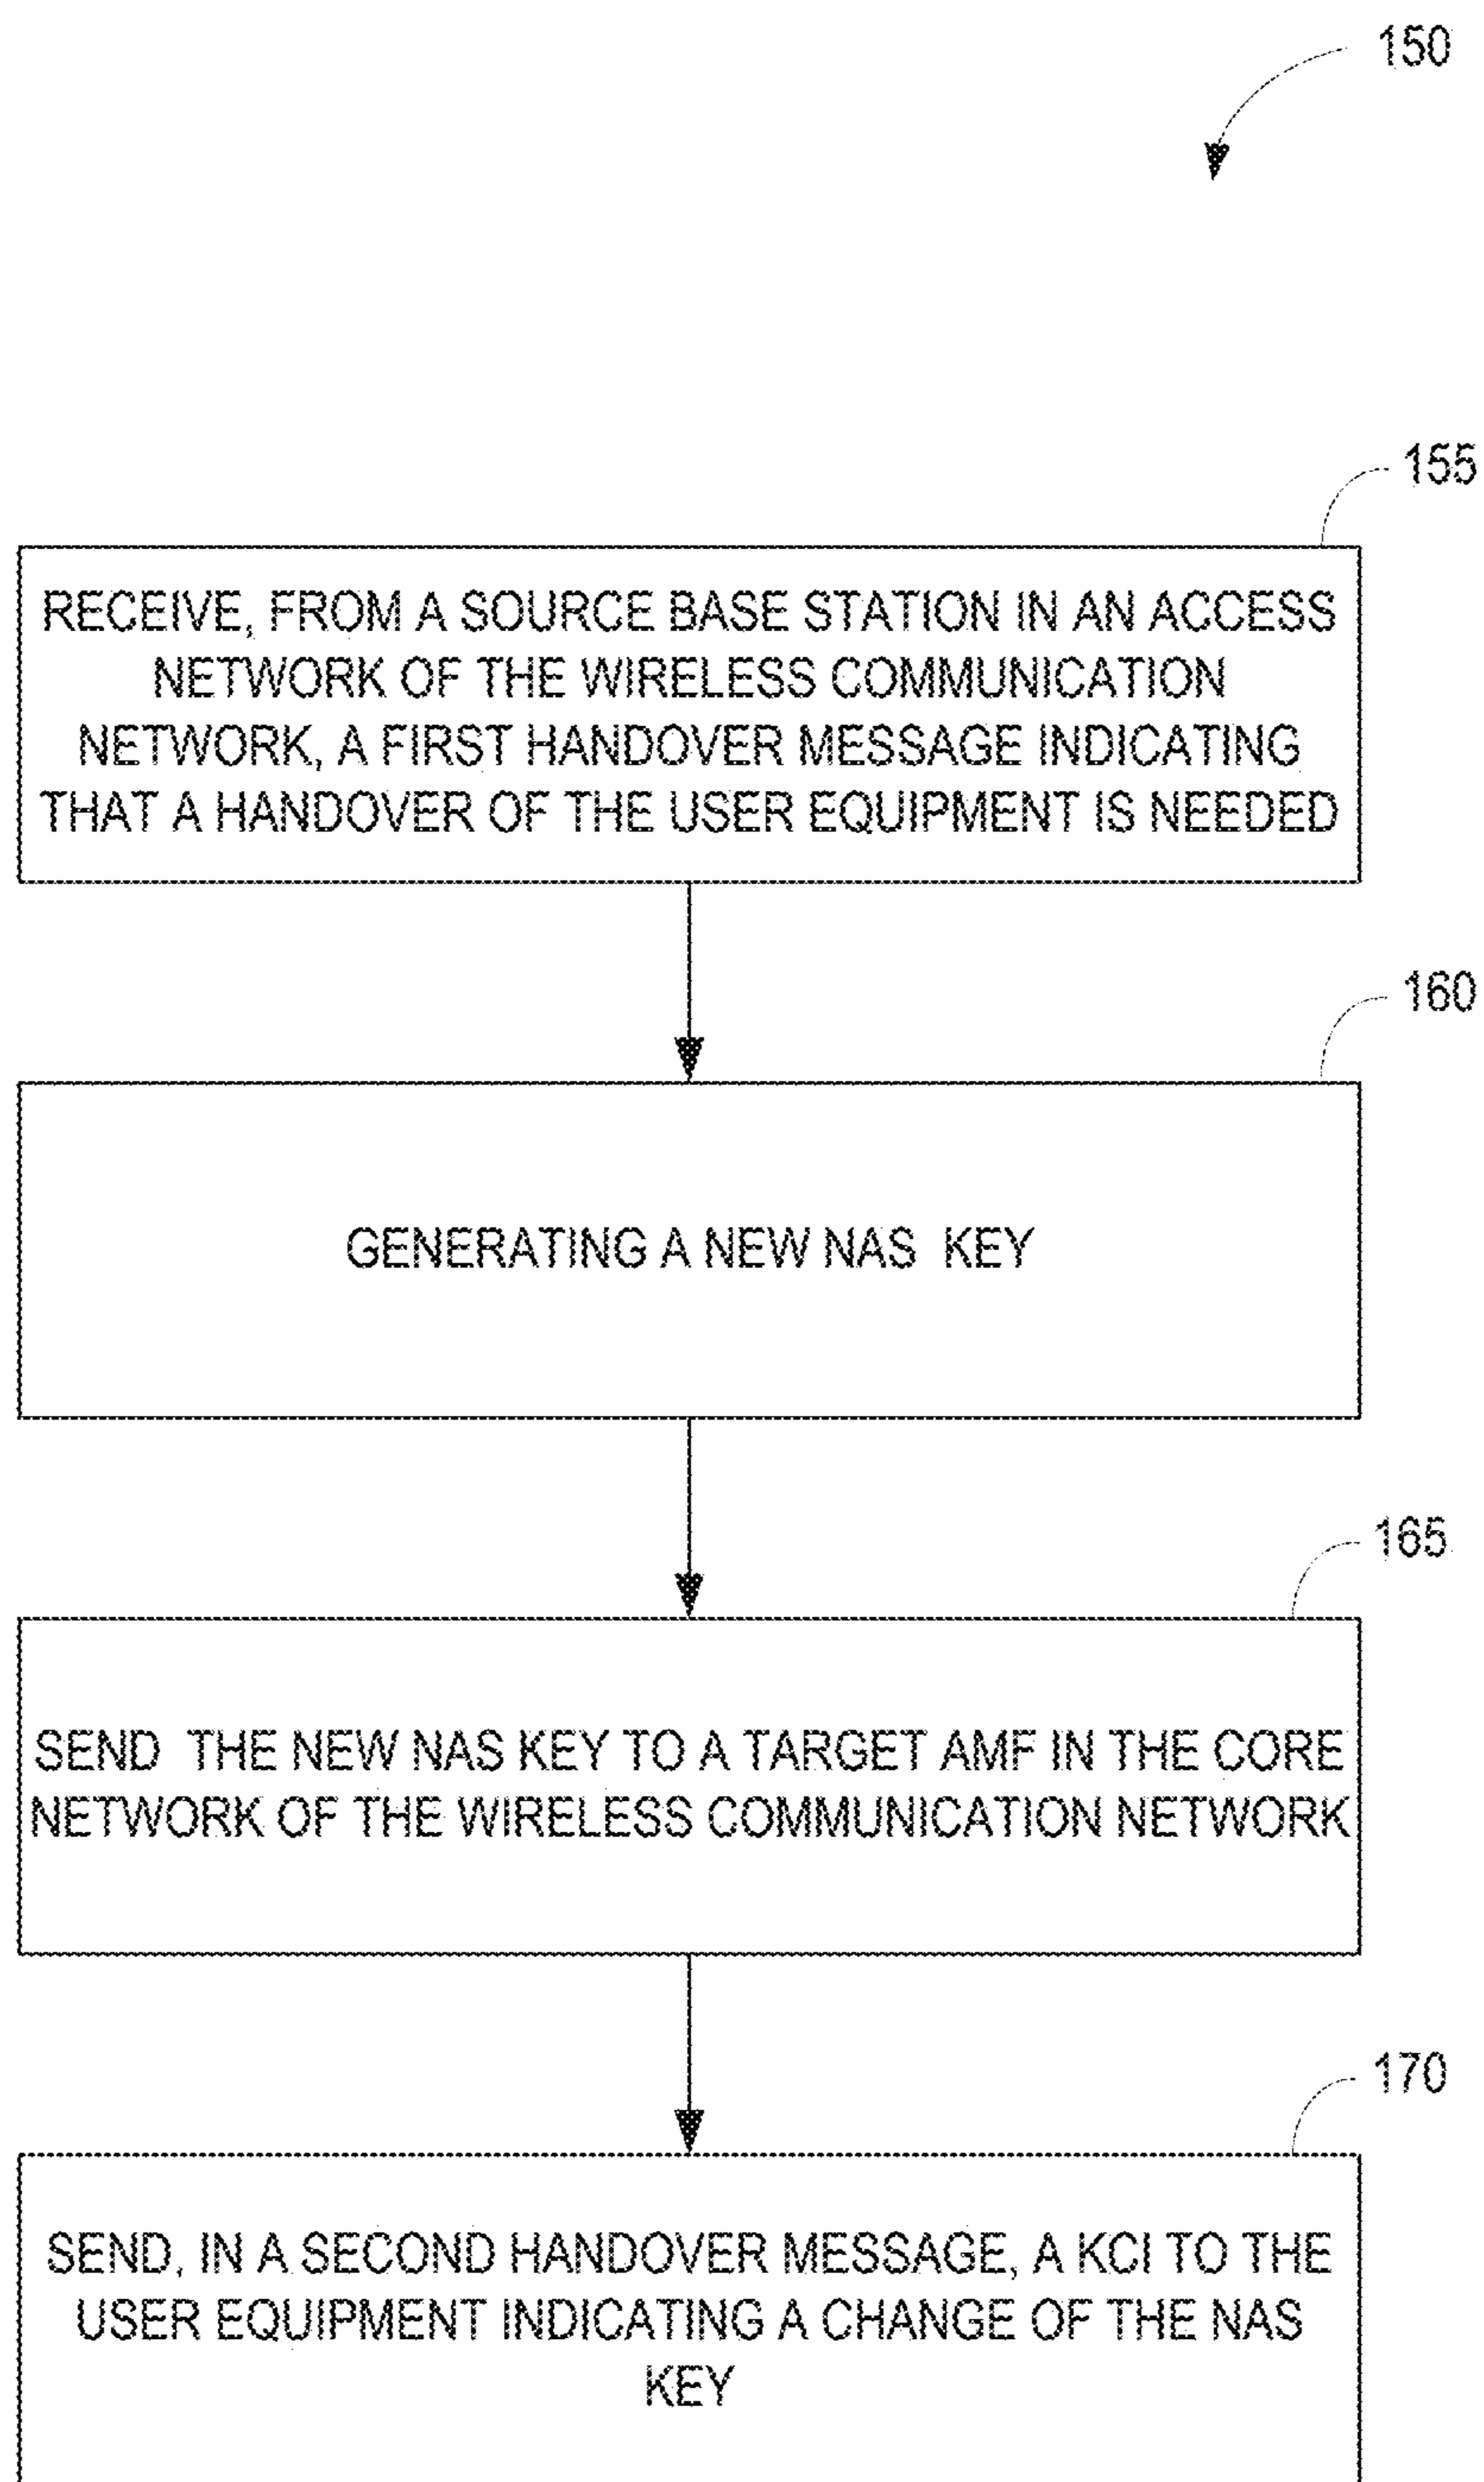 150
155
RECEIVE, FROM A SOURCE BASE STATION IN AN ACCESS
NETWORK OF THE WIRELESS COMMUNICATION
NETWORK, A FIRST HANDOVER MESSAGE INDICATING
THAT A HANDOVER OF THE USER EQUIPMENT IS NEEDED
160
GENERATING A NEW NAS KEY
165
SEND THE NEW NAS KEY TO A TARGET AMF IN THE CORE
NETWORK OF THE WIRELESS COMMUNICATION NETWORK
170
SEND, IN A SECOND HANDOVER MESSAGE, A KCI TO THE
USER EQUIPMENT INDICATING A CHANGE OF THE NAS
KEY